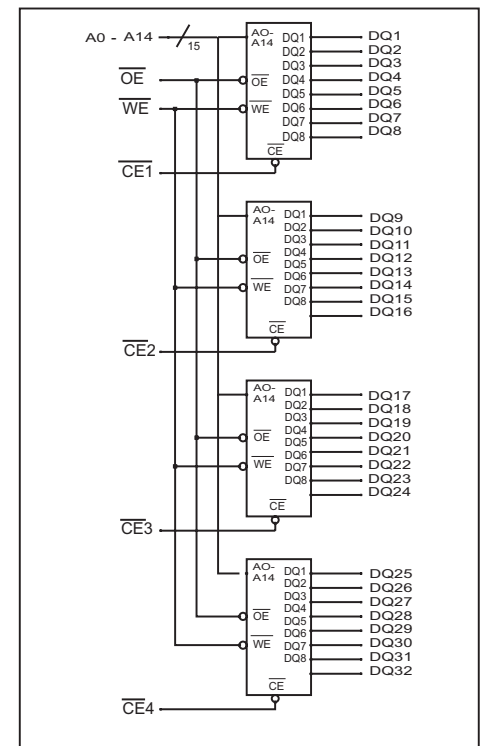 A0 - A14
15
OE
WE
CE1
AO-
A14
OE
WE
CE
DQ1
DQ2
DQ3
DQ4
DQ5
DQ6
DQ7
DQ8
DQ1
DQ2
DQ3
DQ4
DQ5
DQ6
DQ7
DQ8
CE2
AO-
A14
OE
WE
CE
DQ1
DQ2
DQ3
DQ4
DQ5
DQ6
DQ7
DQ8
DQ9
DQ10
DQ11
DQ12
DQ13
DQ14
DQ15
DQ16
CE3
AO-
A14
OE
WE
CE
DQ1
DQ2
DQ3
DQ4
DQ5
DQ6
DQ7
DQ8
DQ17
DQ18
DQ19
DQ20
DQ21
DQ22
DQ23
DQ24
CE4
AO-
A14
OE
WE
CE
DQ1
DQ2
DQ3
DQ4
DQ5
DQ6
DQ7
DQ8
DQ25
DQ26
DQ27
DQ28
DQ29
DQ30
DQ31
DQ32